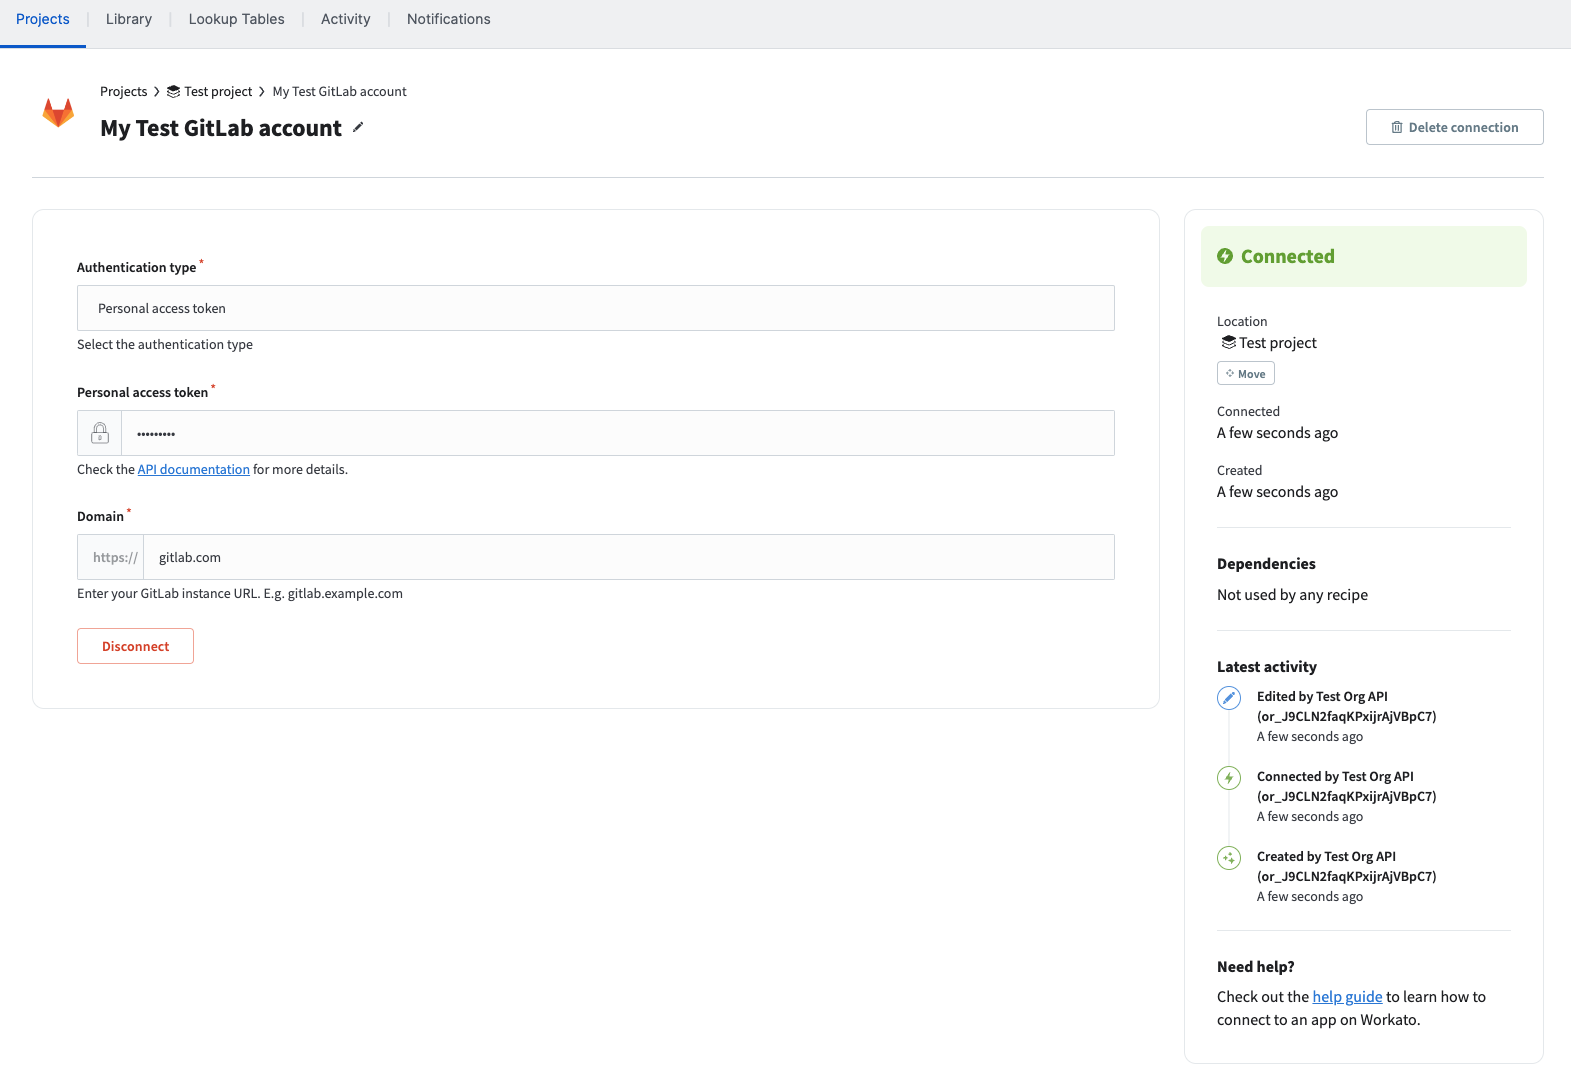 Projects
Library
Lookup Tables
Activity
Notifications
Projects > Test project > My Test GitLab account
My Test GitLab account
Delete connection
Authentication type *
Personal access token
Select the authentication type
Personal access token *
•••••••••
Check the API documentation for more details.
Domain *
https:// gitlab.com
Enter your GitLab instance URL. E.g. gitlab.example.com
Disconnect
Connected
Location
Test project
Move
Connected
A few seconds ago
Created
A few seconds ago
Dependencies
Not used by any recipe
Latest activity
Edited by Test Org API
(or_J9CLN2faqKPxijrAjVBpC7)
A few seconds ago
Connected by Test Org API
(or_J9CLN2faqKPxijrAjVBpC7)
A few seconds ago
Created by Test Org API
(or_J9CLN2faqKPxijrAjVBpC7)
A few seconds ago
Need help?
Check out the help guide to learn how to
connect to an app on Workato.